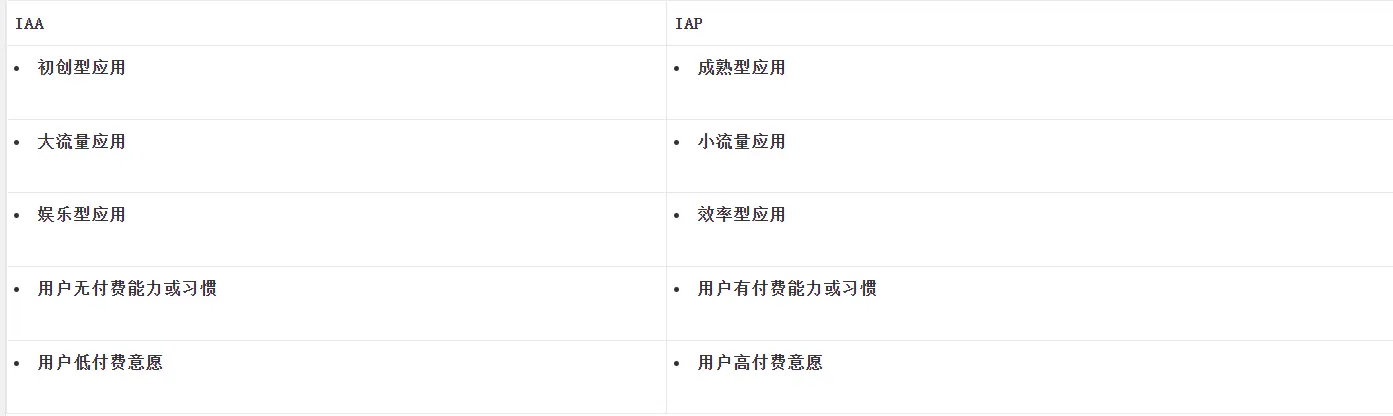 IAA
IAP
初创型应用
成熟型应用
大流量应用
小流量应用
娱乐型应用
效率型应用
用户无付费能力或习惯
用户有付费能力或习惯
用户低付费意愿
用户高付费意愿